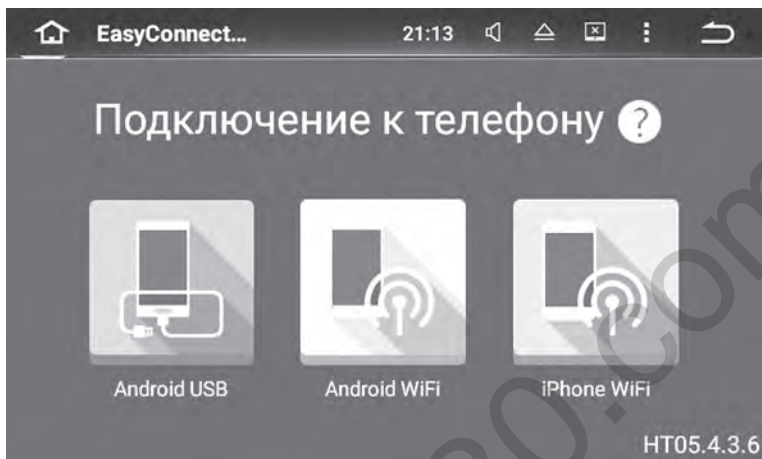 EasyConnect... 21:13
Подключение к телефону ?
Android USB Android WiFi iPhone WiFi
HT05.4.3.6